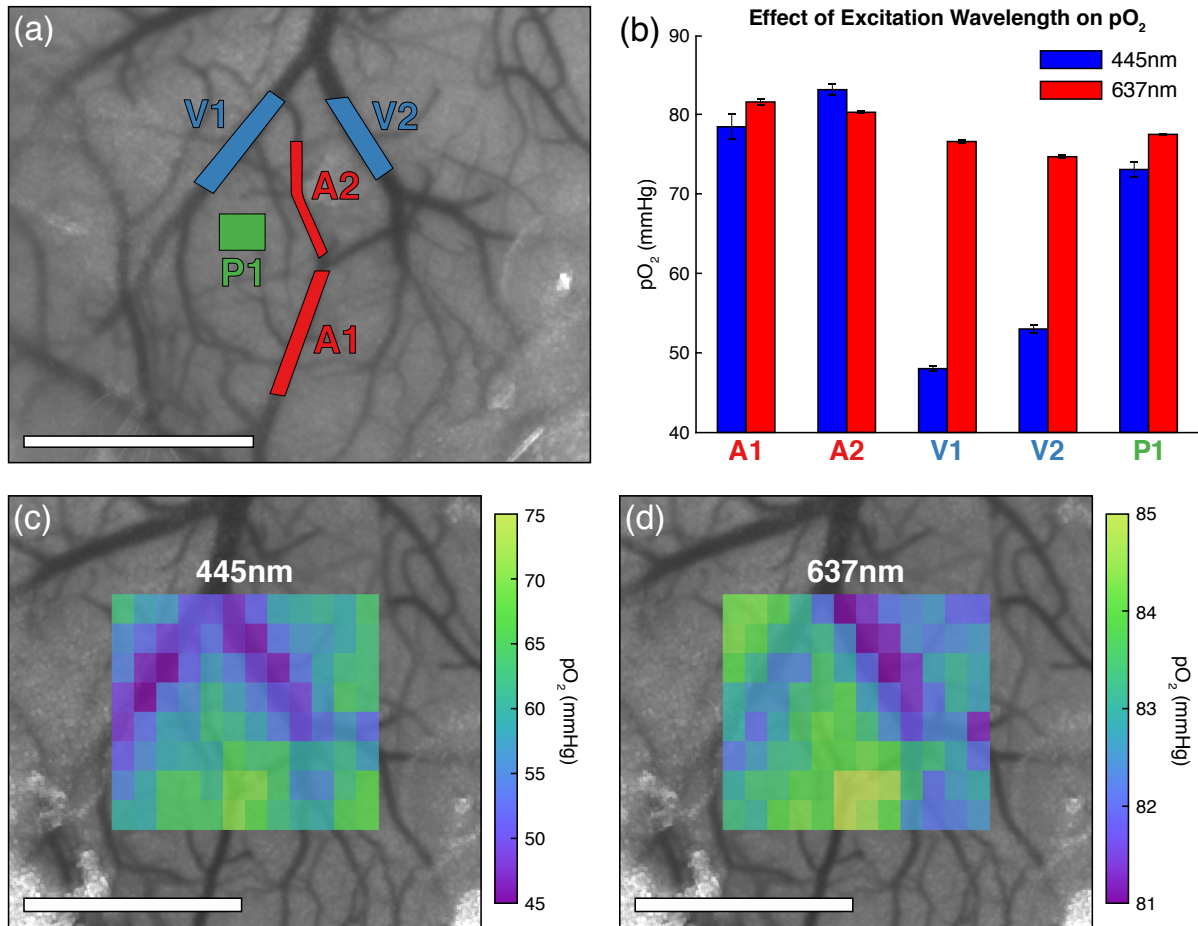 (a)
V1
V2
A2
P1
A1
(b)
Effect of Excitation Wavelength on pO₂
445nm
637nm
pO₂ (mmHg)
90
80
70
60
50
40
A1 A2 V1 V2 P1
(c)
445nm
75
70
65
60
55
50
45
pO₂ (mmHg)
(d)
637nm
85
84
83
82
81
pO₂ (mmHg)